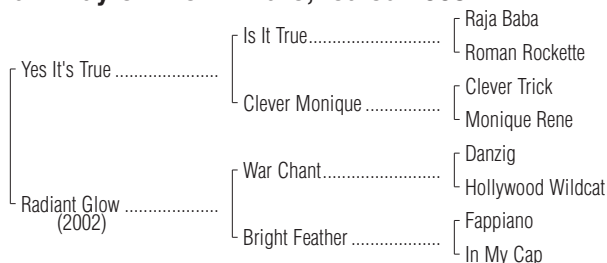 Is It True.................. Raja Baba
Roman Rockette
Yes It's True .....................
Clever Monique ................. Clever Trick
Monique Rene
War Chant........................ Danzig
Hollywood Wildcat
Radiant Glow ...................
(2002)
Bright Feather .................... Fappiano
In My Cap